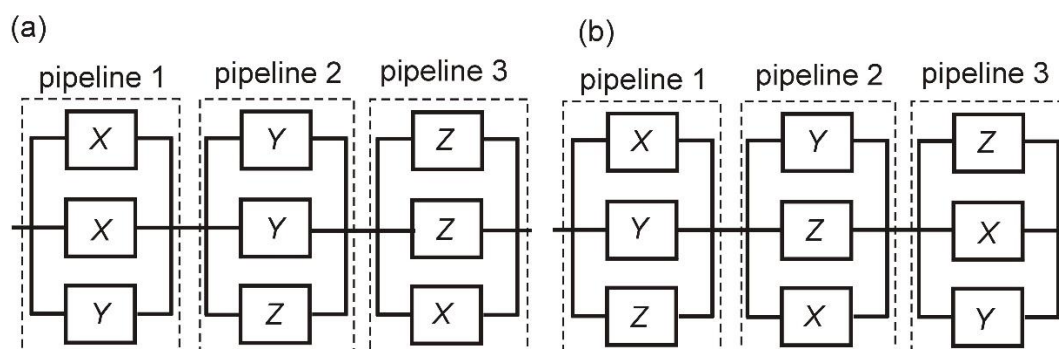 (a)
pipeline 1 pipeline 2 pipeline 3
X Y Z
X Y Z
Y Z X
(b)
pipeline 1 pipeline 2 pipeline 3
X Y Z
Y Z X
Z X Y